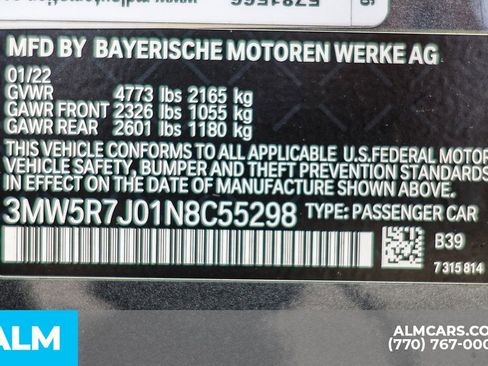 5781566
MFD BY BAYERISCHE MOTOREN WERKE AG
01/22
GVWR 4773 lbs 2165 kg
GAWR FRONT 2326 lbs 1055 kg
GAWR REAR 2601 lbs 1180 kg
THIS VEHICLE CONFORMS TO ALL APPLICABLE U.S.FEDERAL MOTOR
VEHICLE SAFETY, BUMPER AND THEFT PREVENTION STANDARDS
IN EFFECT ON THE DATE OF MANUFACTURE SHOWN ABOVE.
3MW5R7J01N8C55298 TYPE: PASSENGER CAR
B39
7 315 814
ALM
ALMCARS.COM
(770) 767-000